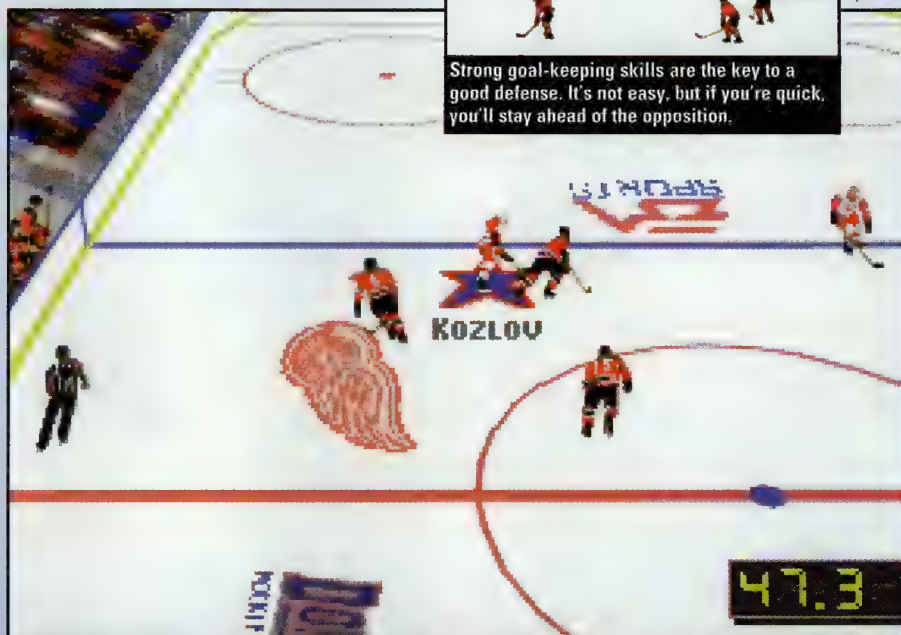 Strong goal-keeping skills are the key to a
good defense. It's not easy, but if you're quick,
you'll stay ahead of the opposition.
KOZLOV
47.3